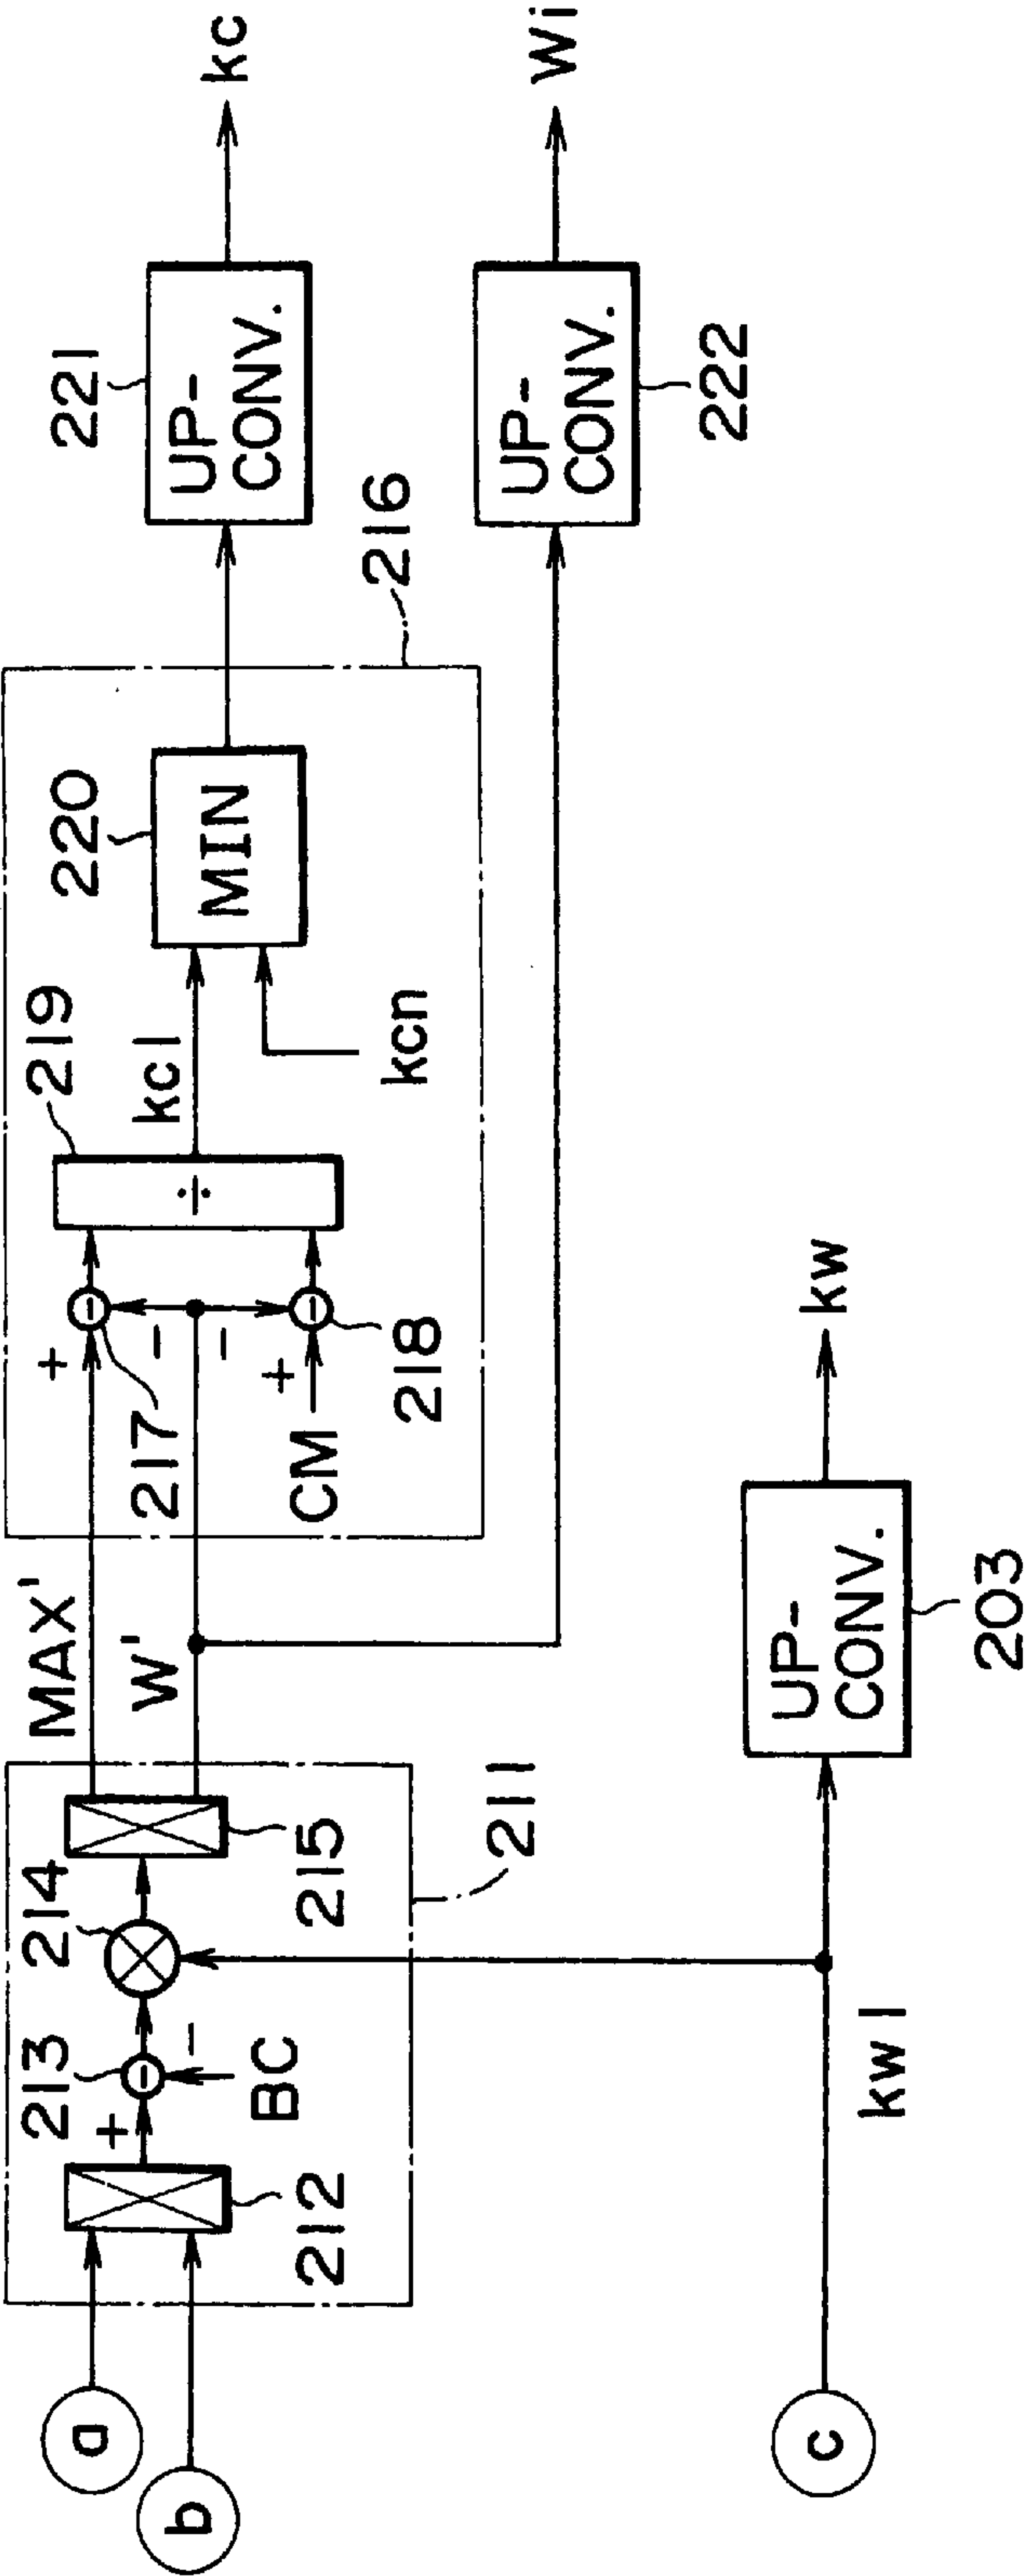 a
b
212
+
213
−
BC
214
215
211
MAX'
W'
+
217
−
−
+
CM
218
÷
219
kc1
kcn
220
MIN
216
221
UP-
CONV.
kc
UP-
CONV.
222
Wi
c
kw1
UP-
CONV.
203
kw